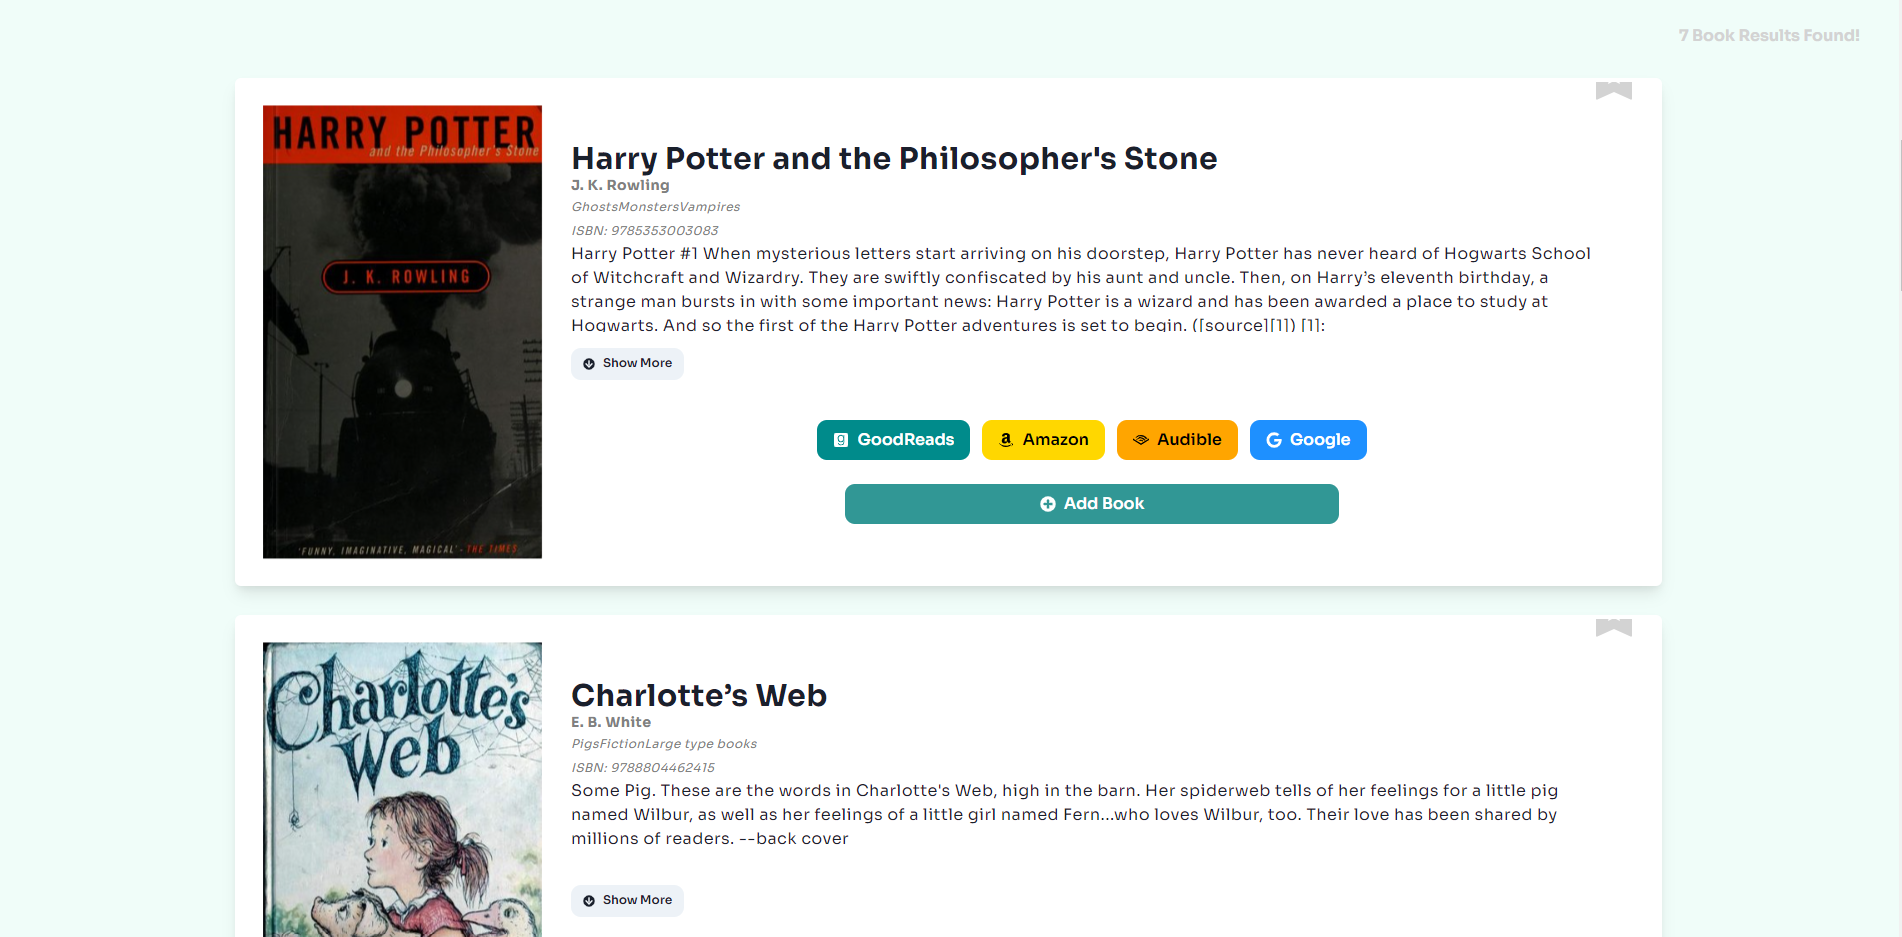 7 Book Results Found!
HARRY POTTER
and the Philosopher's Stone
J. K. ROWLING
'FUNNY, IMAGINATIVE, MAGICAL' - THE TIMES
Harry Potter and the Philosopher's Stone
J. K. Rowling
GhostsMonstersVampires
ISBN: 9785353003083
Harry Potter #1 When mysterious letters start arriving on his doorstep, Harry Potter has never heard of Hogwarts School
of Witchcraft and Wizardry. They are swiftly confiscated by his aunt and uncle. Then, on Harry’s eleventh birthday, a
strange man bursts in with some important news: Harry Potter is a wizard and has been awarded a place to study at
Hogwarts. And so the first of the Harry Potter adventures is set to begin. ([source][1]) [1]:
Show More
GoodReads
Amazon
Audible
Google
Add Book
Charlotte's
Web
Charlotte’s Web
E. B. White
PigsFictionLarge type books
ISBN: 9788804462415
Some Pig. These are the words in Charlotte's Web, high in the barn. Her spiderweb tells of her feelings for a little pig
named Wilbur, as well as her feelings of a little girl named Fern...who loves Wilbur, too. Their love has been shared by
millions of readers. --back cover
Show More